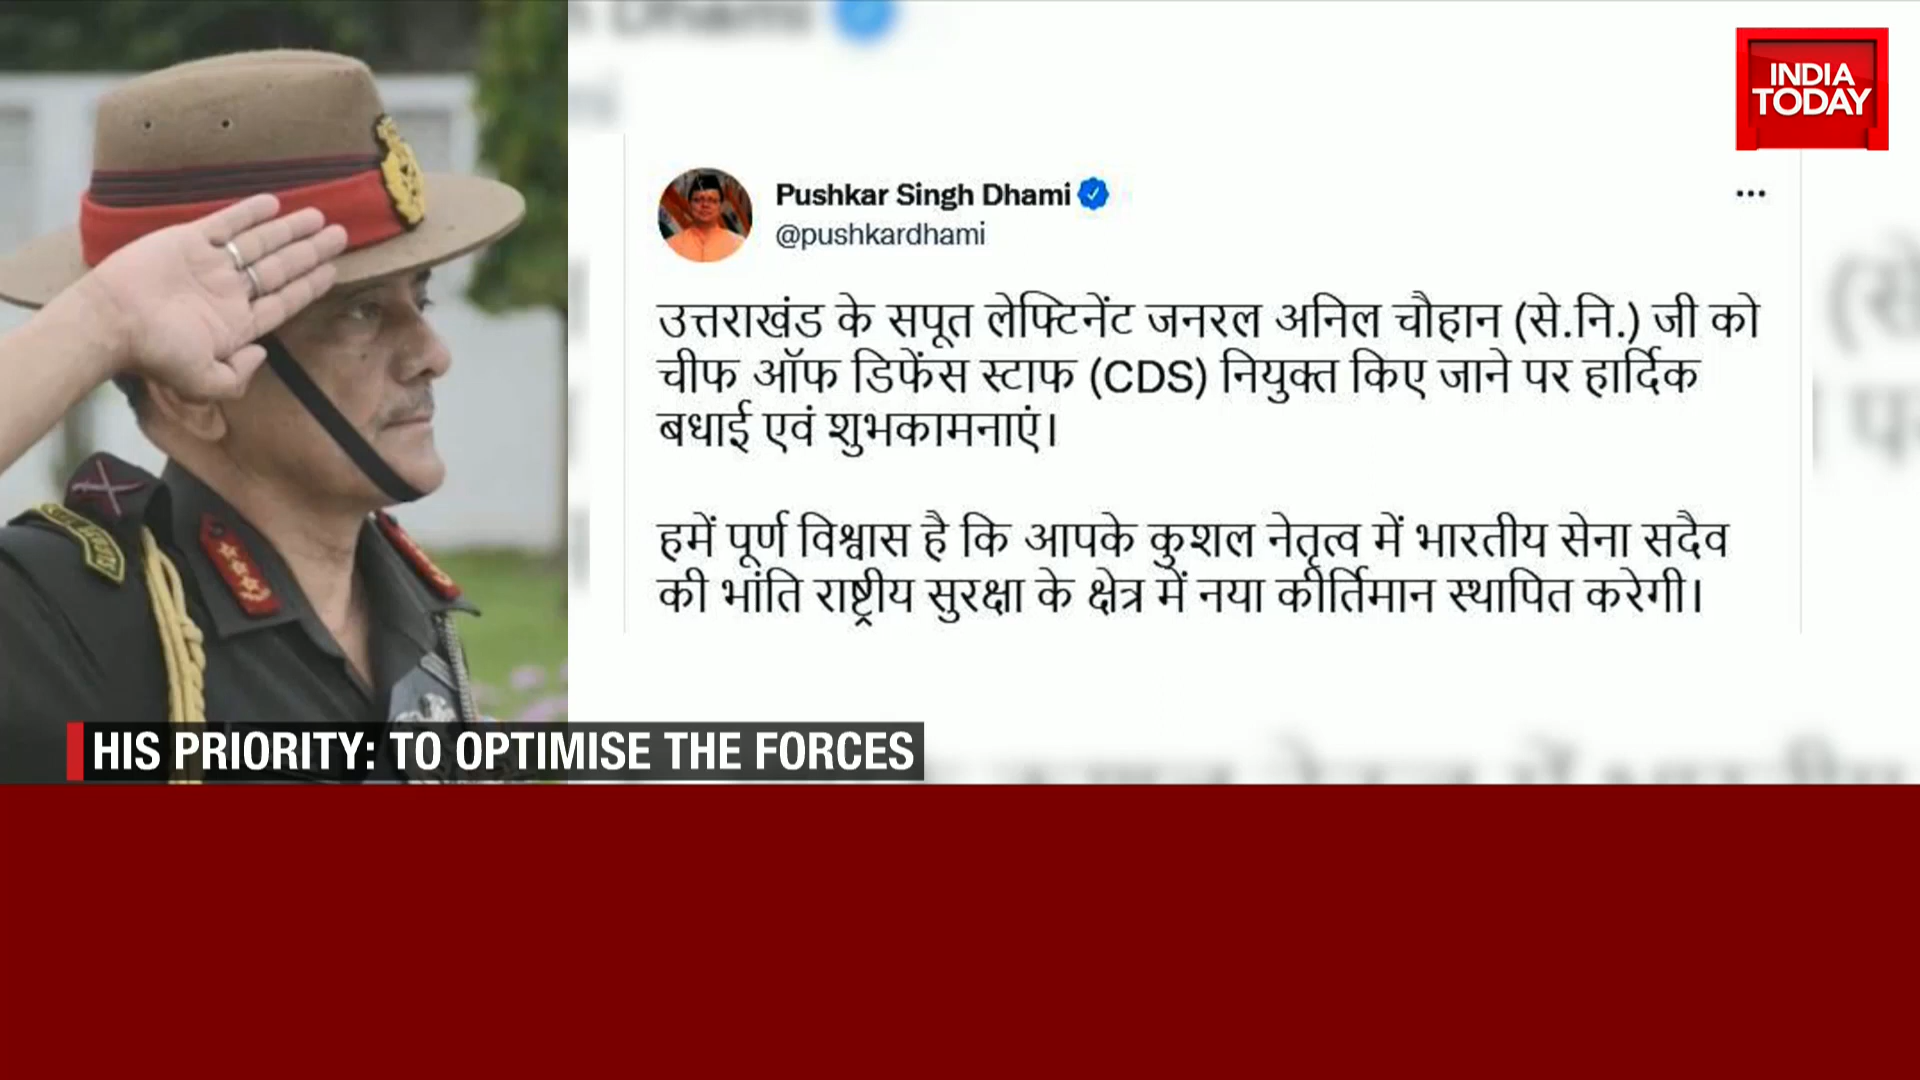 INDIA
TODAY
Pushkar Singh Dhami
@pushkardhami
उत्तराखंड के सपूत लेफ्टिनेंट जनरल अनिल चौहान (से.नि.) जी को
चीफ ऑफ डिफेंस स्टाफ (CDS) नियुक्त किए जाने पर हार्दिक
बधाई एवं शुभकामनाएं।
हमें पूर्ण विश्वास है कि आपके कुशल नेतृत्व में भारतीय सेना सदैव
की भांति राष्ट्रीय सुरक्षा के क्षेत्र में नया कीर्तिमान स्थापित करेगी।
HIS PRIORITY: TO OPTIMISE THE FORCES